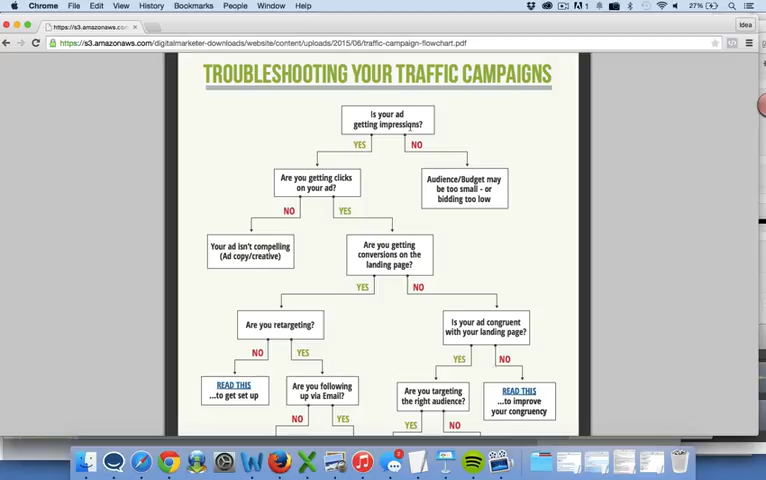 Chrome File Edit View History Bookmarks People Window Help
27%
https://s3.amazonaws.com/
Idea
https://s3.amazonaws.com/digitalmarketer-downloads/website/content/uploads/2015/06/traffic-campaign-flowchart.pdf
TROUBLESHOOTING YOUR TRAFFIC CAMPAIGNS
Is your ad
getting impressions?
YES
NO
Are you getting clicks
on your ad?
Audience/Budget may
be too small - or
bidding too low
NO
YES
Your ad isn't compelling
(Ad copy/creative)
Are you getting
conversions on the
landing page?
YES
NO
Are you retargeting?
Is your ad congruent
with your landing page?
NO
YES
YES
NO
READ THIS
...to get set up
Are you following
up via Email?
Are you targeting
the right audience?
READ THIS
...to improve
your congruency
NO
YES
YES
NO